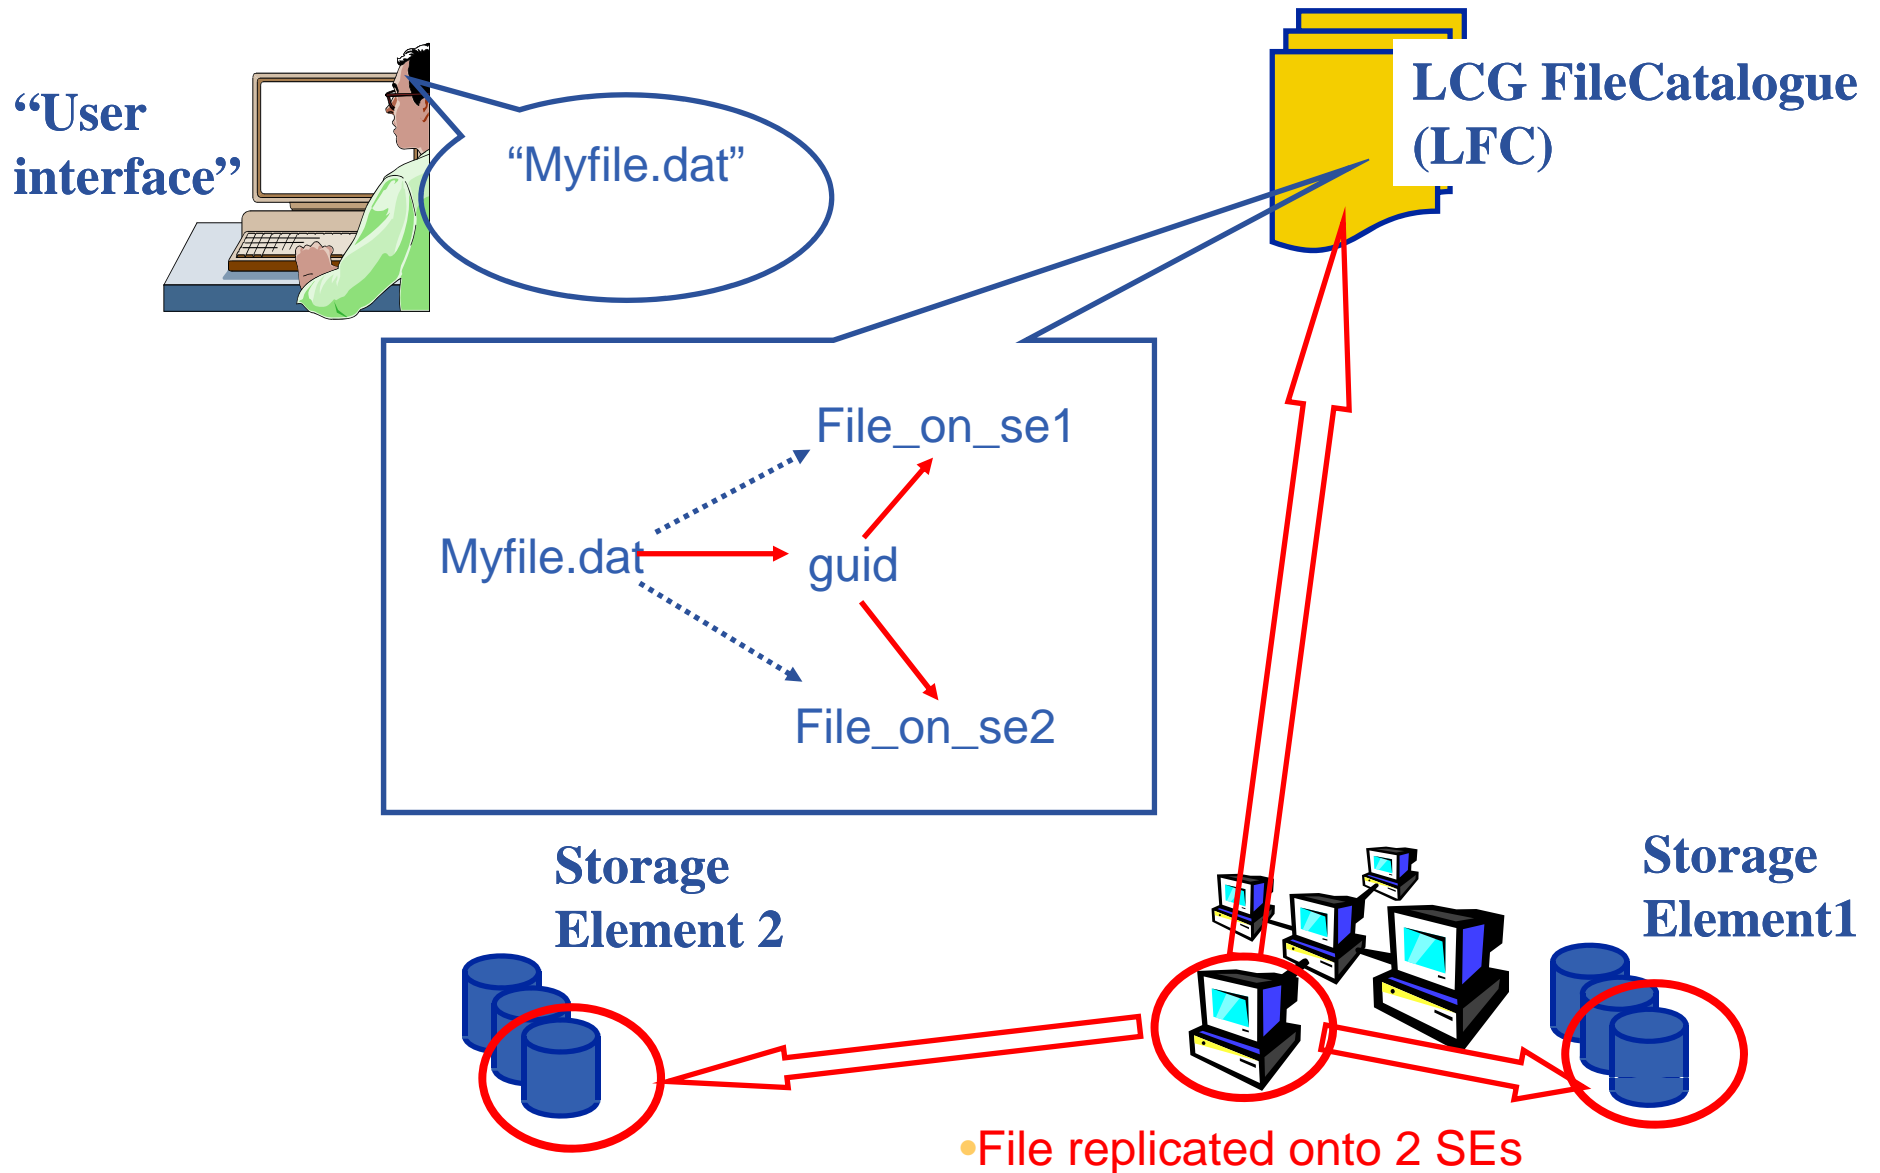 “User
interface”
“Myfile.dat”
LCG FileCatalogue
(LFC)
File_on_se1
Myfile.dat
guid
File_on_se2
Storage
Element 2
Storage
Element1
•File replicated onto 2 SEs